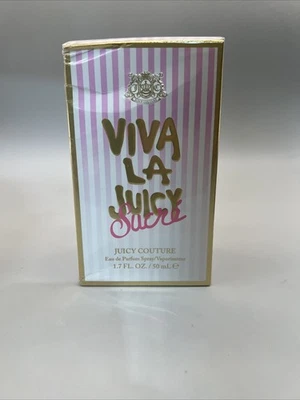 VIVA
LA
JUICY
Sucré
JUICY COUTURE
Eau de Parfum Spray/Vaporisateur
1.7 FL. OZ. / 50 mL ℮